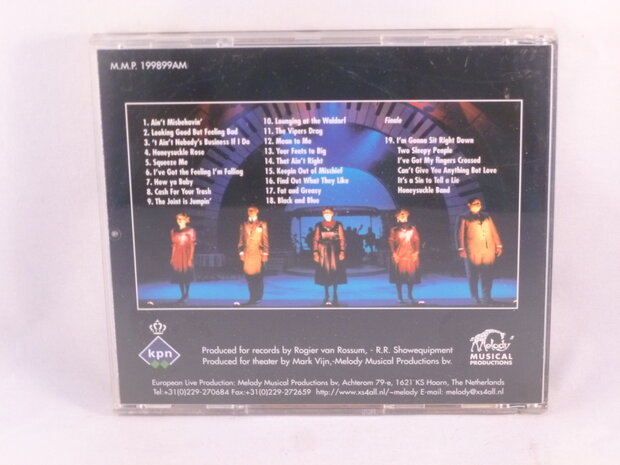 M.M.P. 199899AM
1. Ain't Misbehavin'
2. Looking Good But Feeling Bad
3. 't Ain't Nobody's Business If I Do
4. Honeysuckle Rose
5. Squeeze Me
6. I've Got the Feeling I'm Falling
7. How ya Baby
8. Cash For Your Trash
9. The Joint is Jumpin'
10. Lounging at the Waldorf
11. The Vipers Drag
12. Mean to Me
13. Your Feets to Big
14. That Ain't Right
15. Keepin Out of Mischief
16. Find Out What They Like
17. Fat and Greasy
18. Black and Blue
Finale
19. I'm Gonna Sit Right Down
Two Sleepy People
I've Got My Fingers Crossed
Can't Give You Anything But Love
It's a Sin to Tell a Lie
Honeysuckle Band
kpn
Produced for records by Rogier van Rossum, - R.R. Showequipment
Produced for theater by Mark Vijn,-Melody Musical Productions bv.
Melody
MUSICAL
PRODUCTIONS
European Live Production: Melody Musical Productions bv, Achterom 79-e, 1621 KS Hoorn, The Netherlands
Tel:+31(0)229-270684 Fax:+31(0)229-272659 http://www.xs4all.nl/~melody E-mail: melody@xs4all.nl